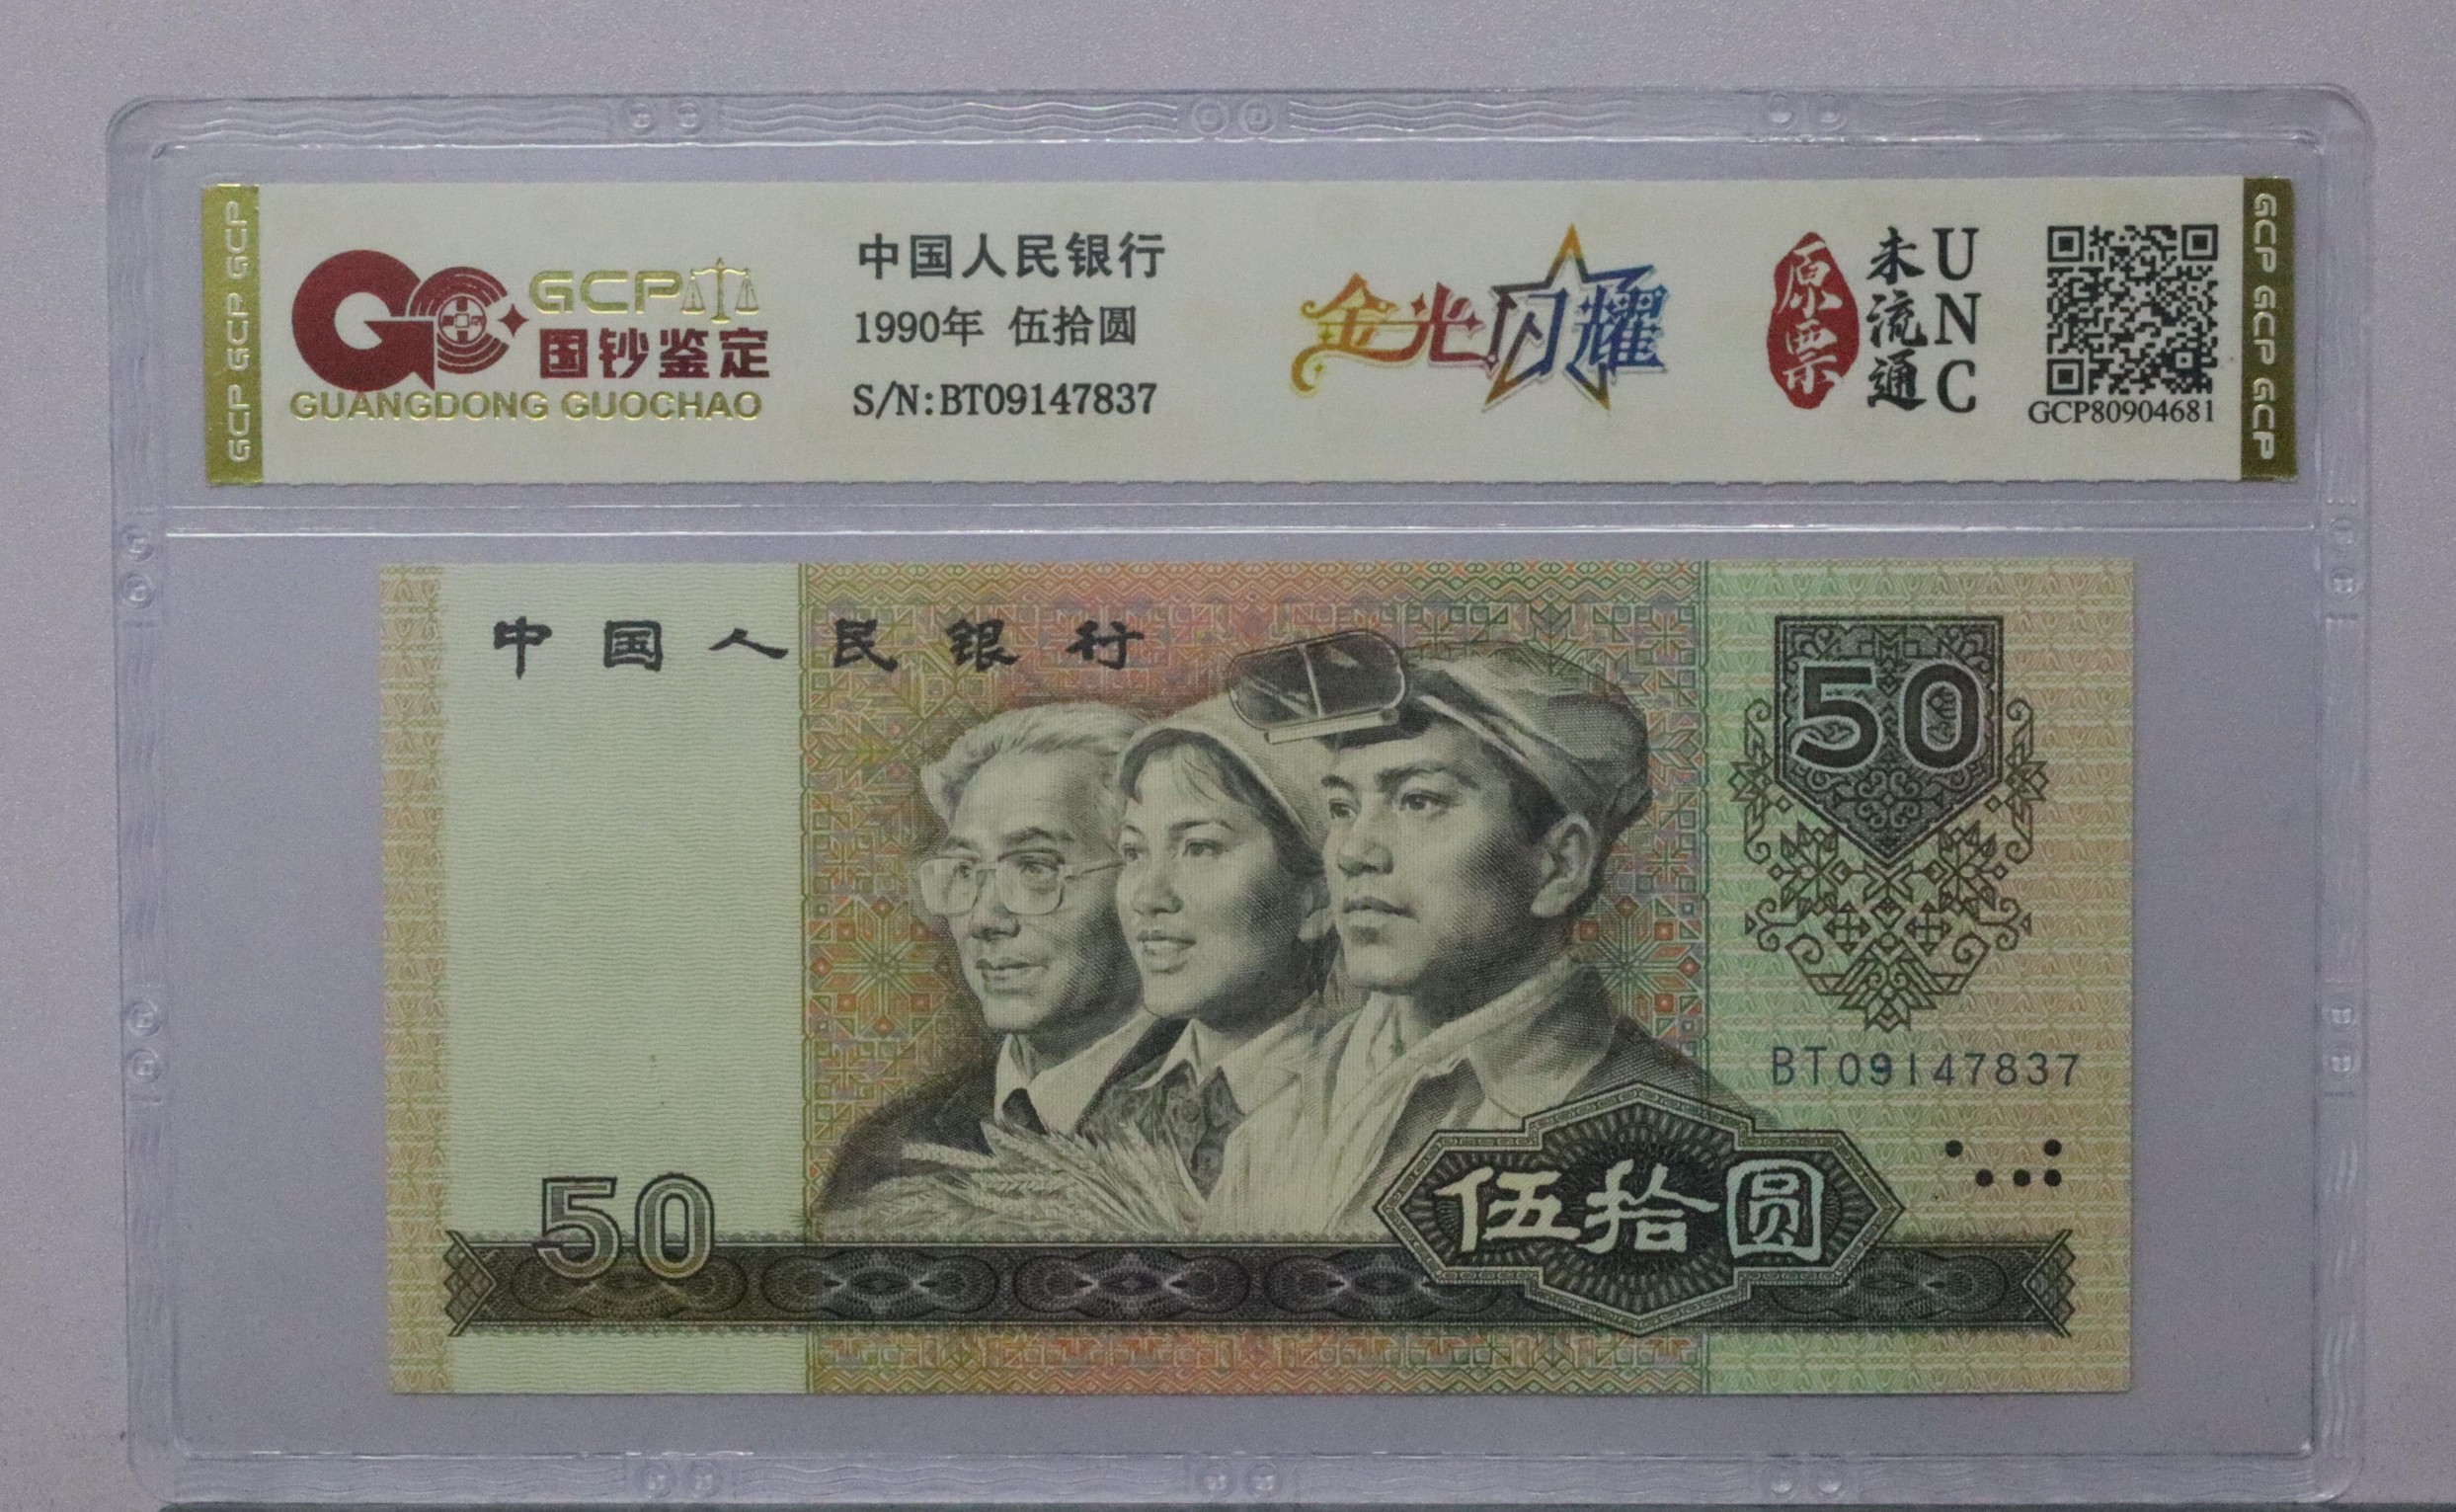 GCP GCP GCP
GCP
国钞鉴定
GUANGDONG GUOCHAO
中国人民银行
1990年 伍拾圆
S/N:BT09147837
金光闪耀
原票
未流通
UNC
GCP80904681
GCP GCP GCP
中国人民银行
50
BT09147837
50
伍拾圆